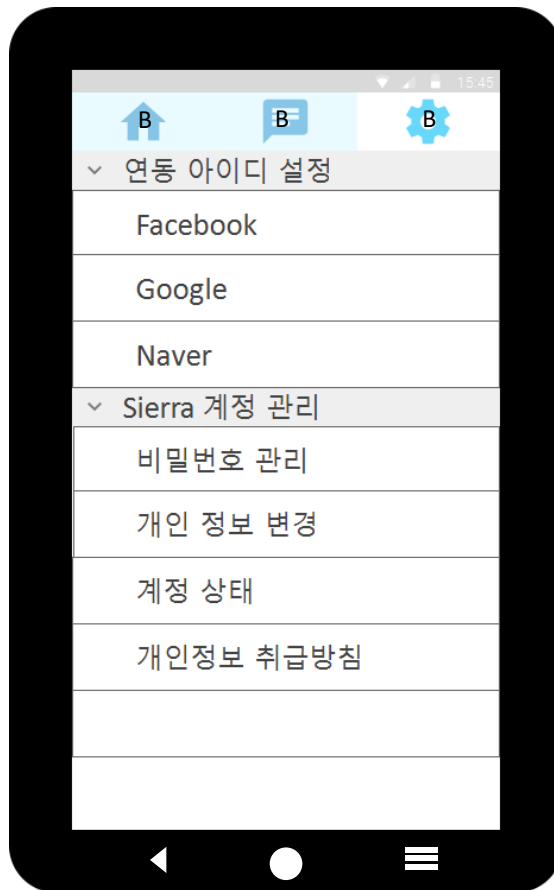 15:45
B B B
연동 아이디 설정
Facebook
Google
Naver
Sierra 계정 관리
비밀번호 관리
개인 정보 변경
계정 상태
개인정보 취급방침